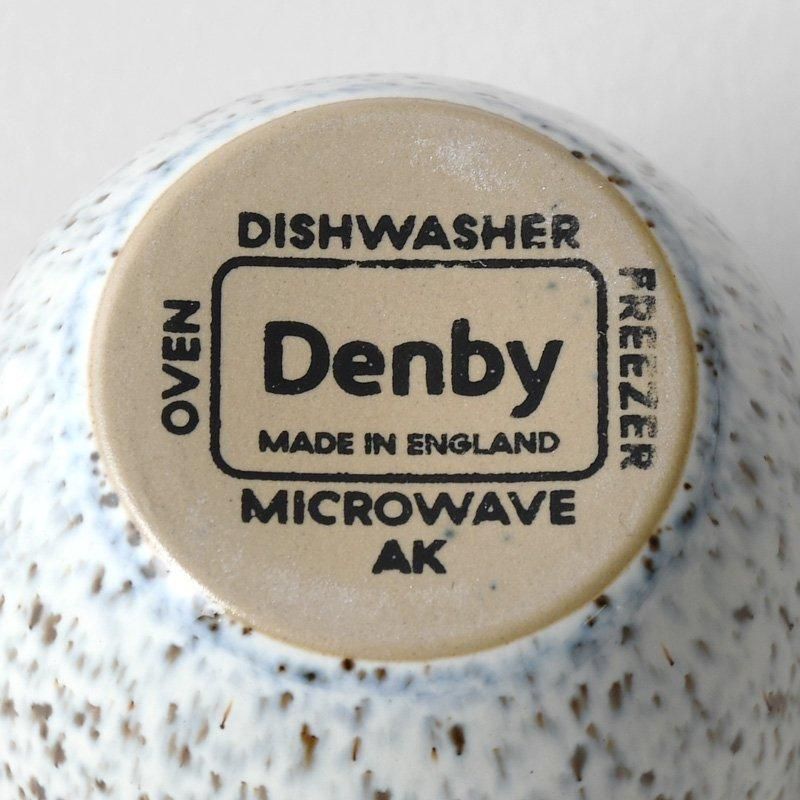 DISHWASHER
OVEN
Denby
MADE IN ENGLAND
FREEZER
MICROWAVE
AK